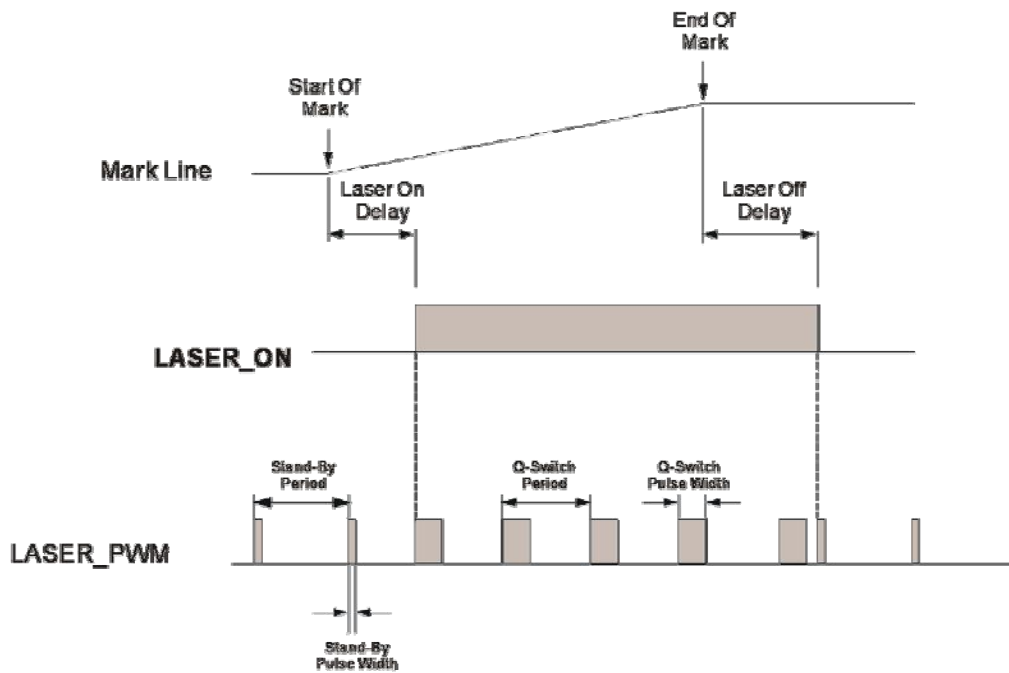 End Of
Mark
Start Of
Mark
Mark Line
Laser On
Delay
Laser Off
Delay
LASER_ON
Stand-By
Period
Q-Switch
Period
Q-Switch
Pulse Width
LASER_PWM
Stand-By
Pulse Width